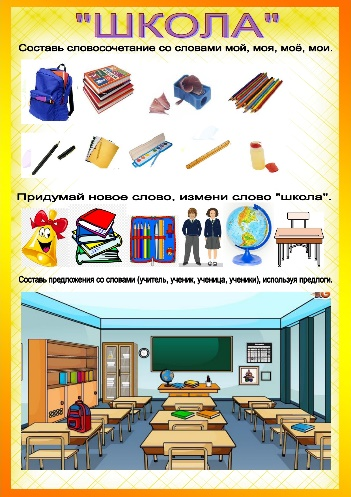 "ШКОЛА"
Составь словосочетание со словами мой, моя, моё, мои.
Придумай новое слово, измени слово "школа".
Составь предложения со словами (учитель, ученик, ученица, ученики), используя предлоги.